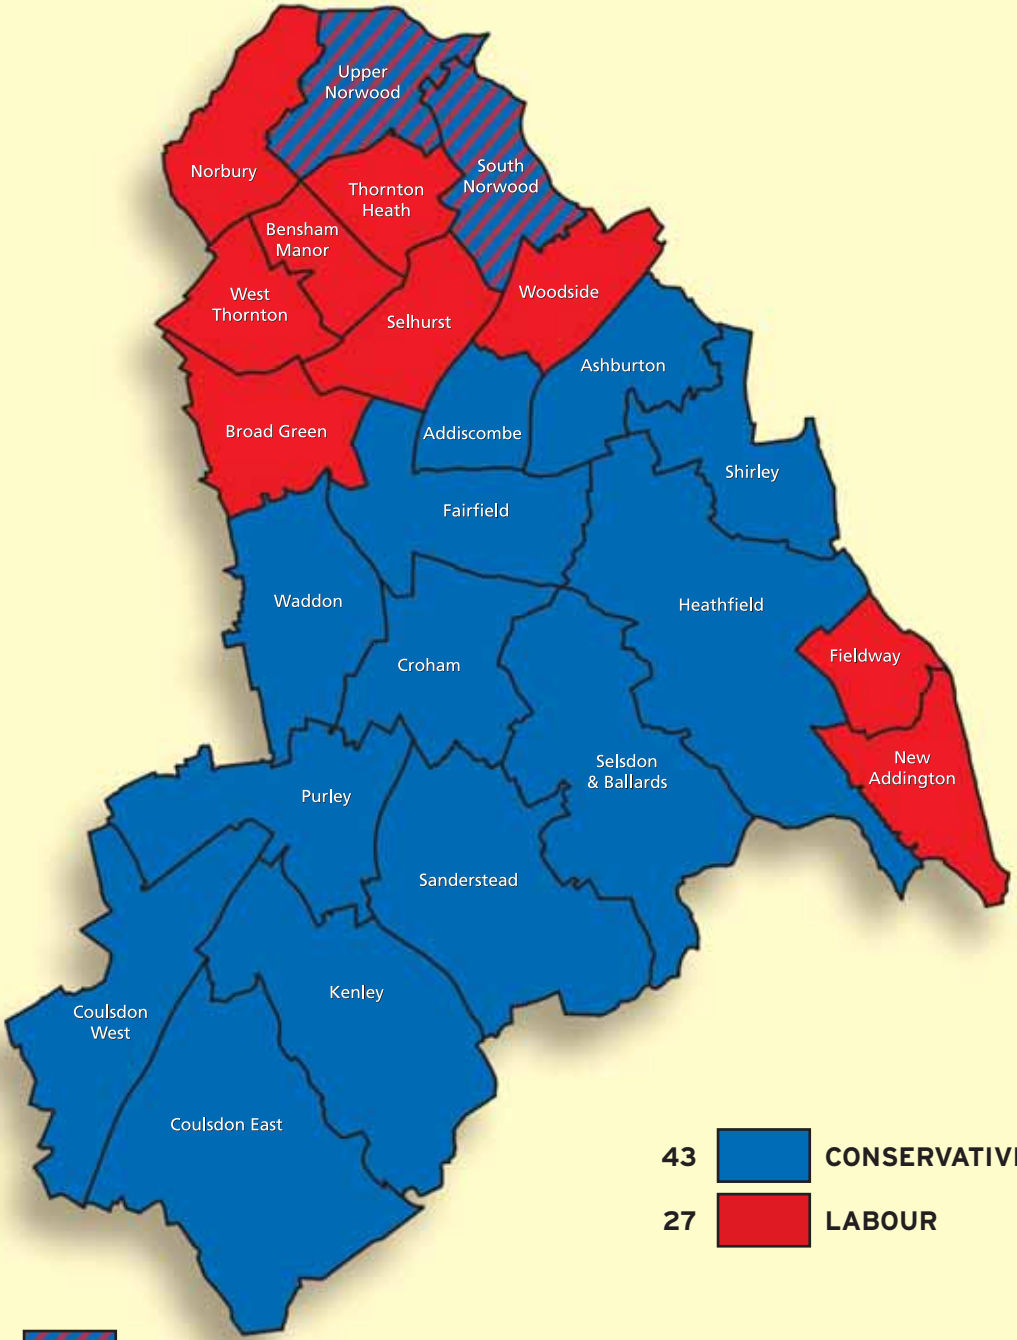 Upper
Norwood
Norbury
South
Norwood
Thornton
Heath
Bensham
Manor
West
Thornton
Woodside
Selhurst
Ashburton
Broad Green
Addiscombe
Shirley
Fairfield
Waddon
Heathfield
Croham
Fieldway
Selsdon
& Ballards
New
Addington
Purley
Sanderstead
Kenley
Coulsdon
West
Coulsdon East
43 CONSERVATIVE
27 LABOUR